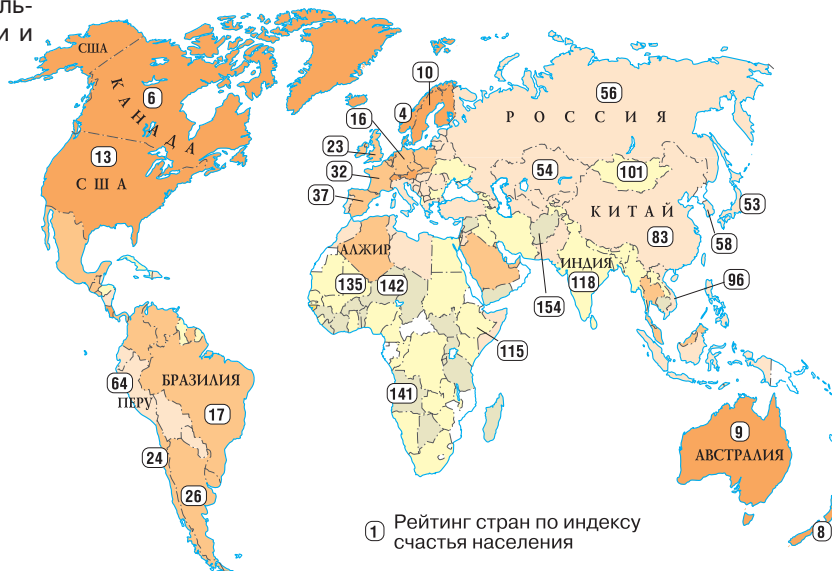 ль-
и и
США
КАНАДА
6
13
США
10
16
4
23
32
37
56
РОССИЯ
54
101
КИТАЙ
83
53
58
АЛЖИР
135
142
ИНДИЯ
118
154
96
115
141
64
ПЕРУ
БРАЗИЛИЯ
17
24
26
9
АВСТРАЛИЯ
8
1 Рейтинг стран по индексу
счастья населения